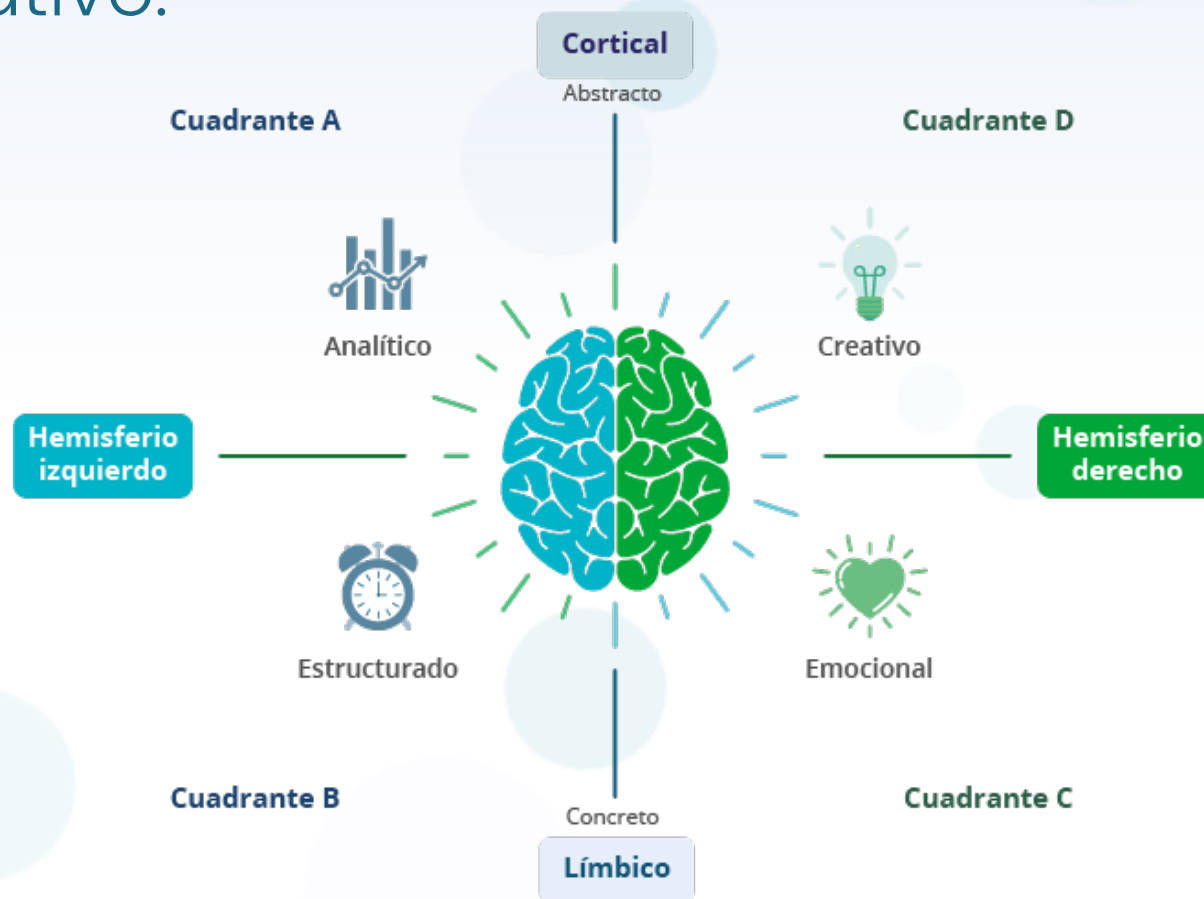 Cortical
Abstracto
Cuadrante A
Cuadrante D
Analítico
Creativo
Hemisferio
izquierdo
Hemisferio
derecho
Estructurado
Emocional
Cuadrante B
Cuadrante C
Concreto
Límbico